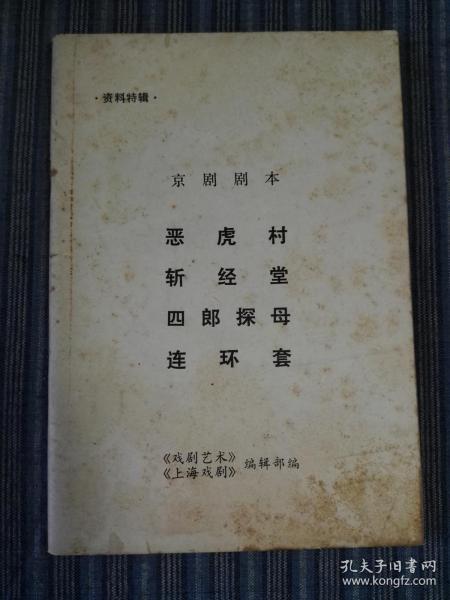 ·资料特辑·
京剧剧本
恶虎村
斩经堂
四郎探母
连环套
《戏剧艺术》
《上海戏剧》 编辑部编
孔夫子旧书网
www.kongfz.com